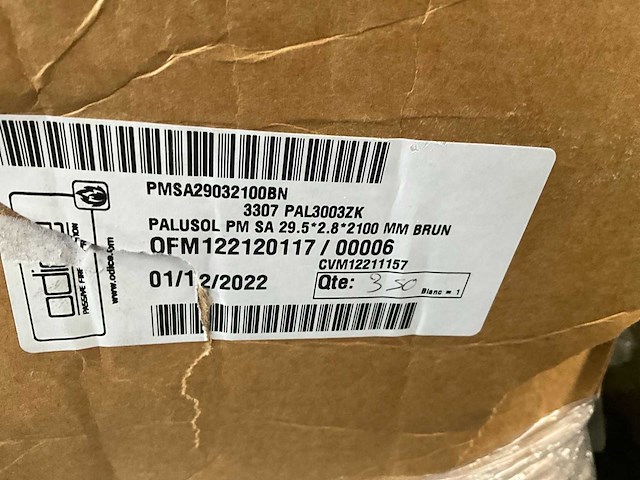 PMSA29032100BN
3307 PAL3003ZK
PALUSOL PM SA 29.5*2.8*2100 MM BRUN
OFM122120117 / 00006
CVM12211157
01/12/2022
Qte: 350
Blanc = 1
www.odice.com
PASSIVE FIRE